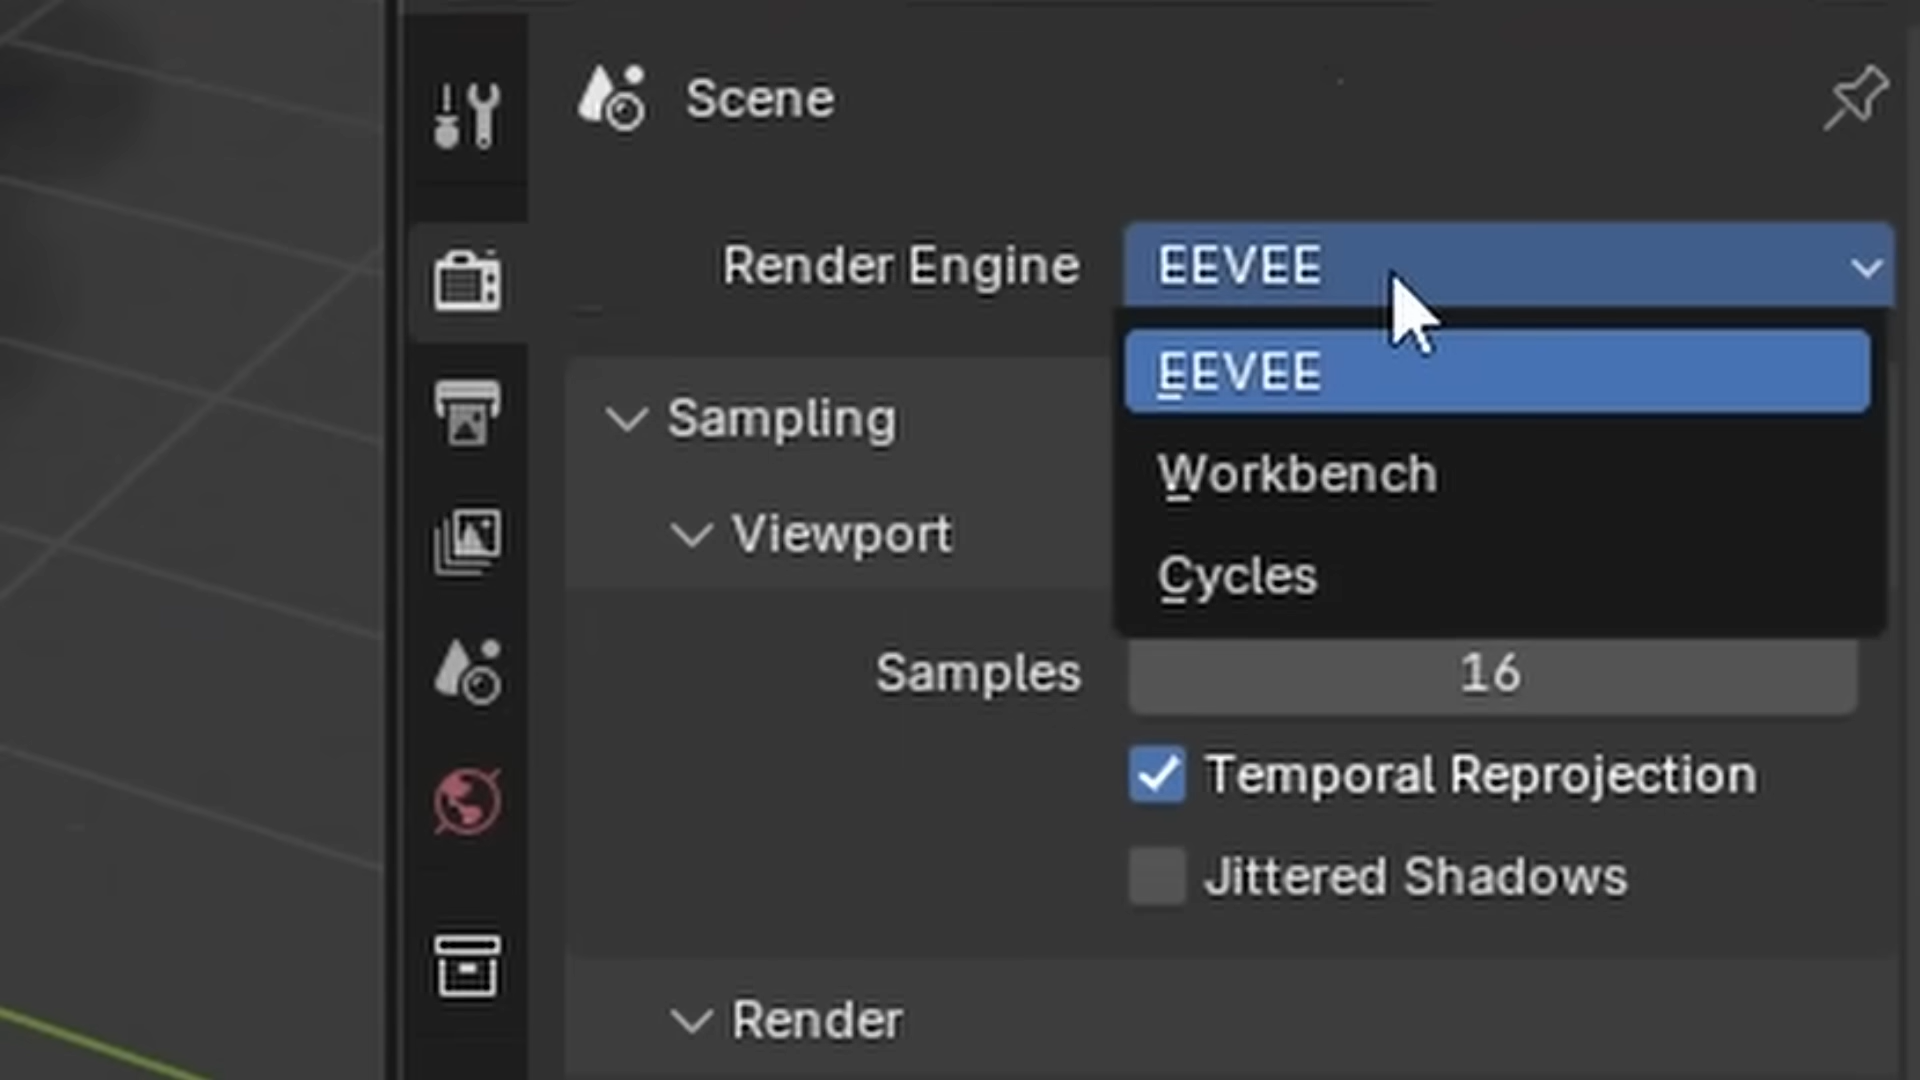 Scene
Render Engine EEVEE
EEVEE
Sampling
Workbench
Viewport
Cycles
Samples 16
Temporal Reprojection
Jittered Shadows
Render